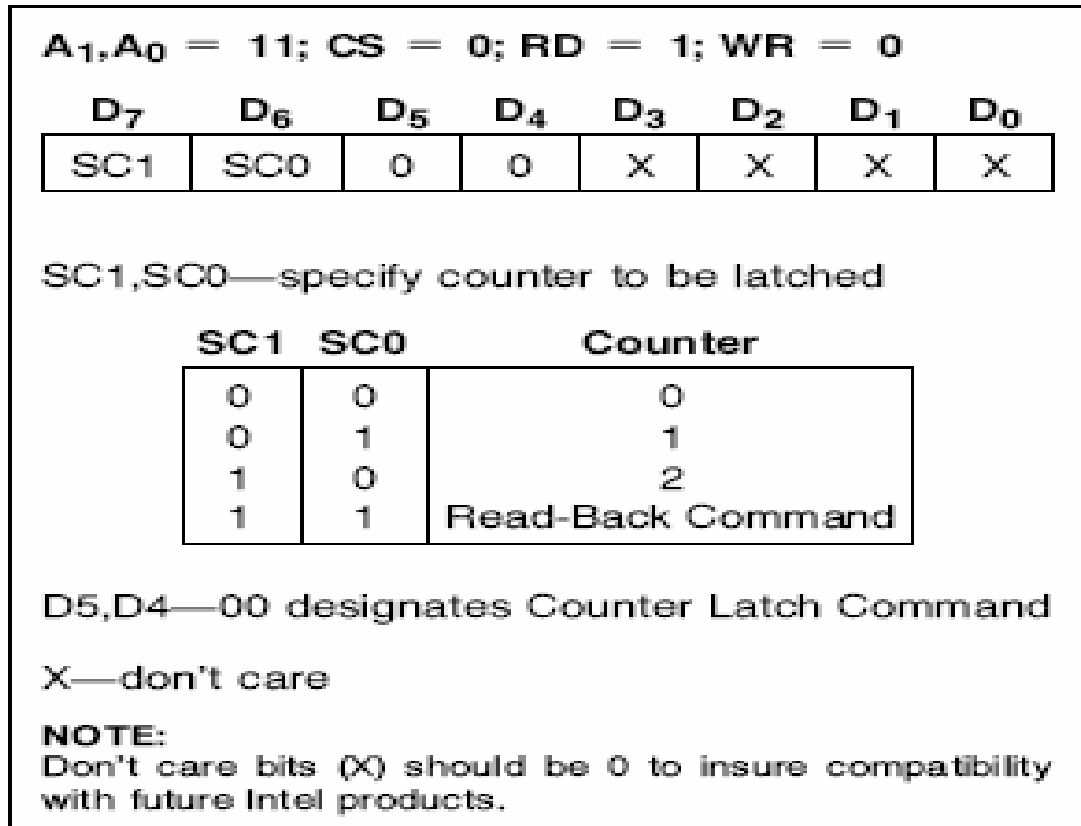 A1,A0 = 11; CS = 0; RD = 1; WR = 0
D7 D6 D5 D4 D3 D2 D1 D0
SC1 SC0 0 0 X X X X
SC1,SC0—specify counter to be latched
SC1 SC0 Counter
0 0 0
0 1 1
1 0 2
1 1 Read-Back Command
D5,D4—00 designates Counter Latch Command
X—don't care
NOTE:
Don't care bits (X) should be 0 to insure compatibility
with future Intel products.